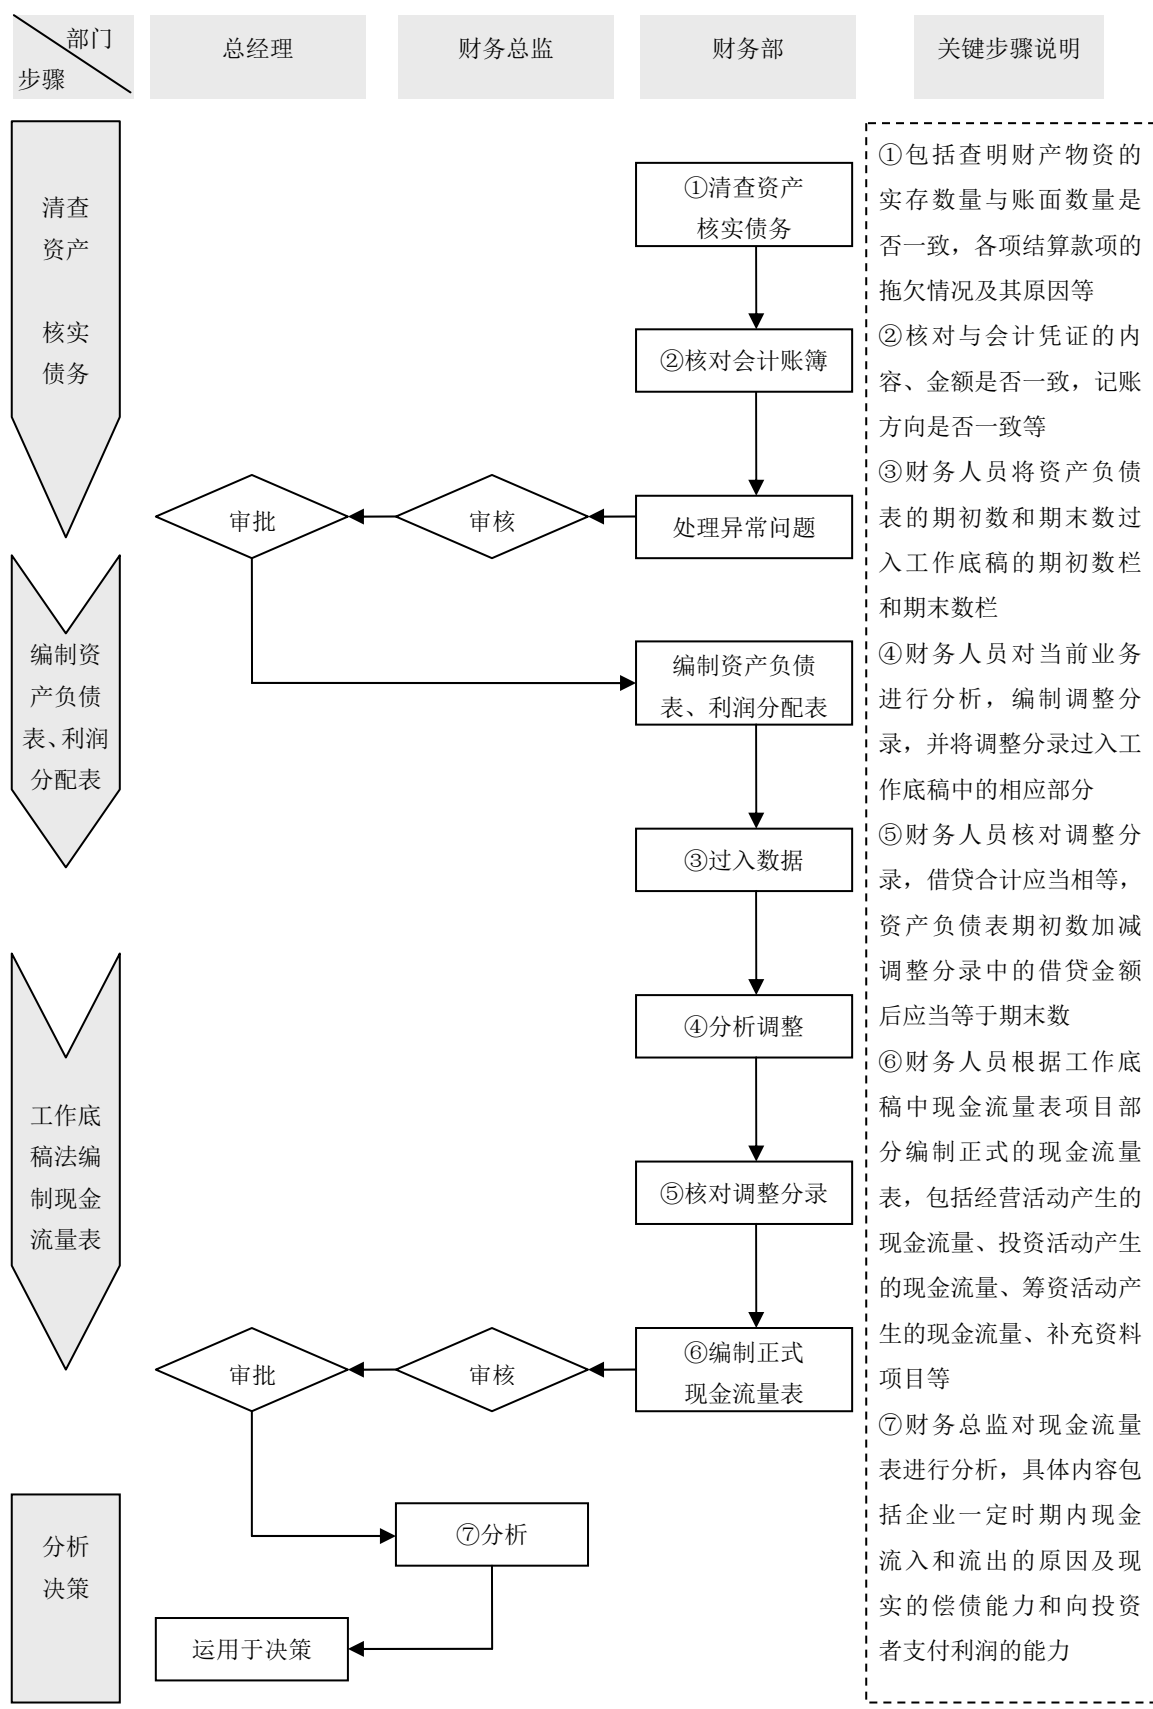 部门
步骤
总经理
财务总监
财务部
关键步骤说明
清查
资产
核实
债务
①清查资产
核实债务
②核对会计账簿
处理异常问题
审核
审批
编制资
产负债
表、利润
分配表
编制资产负债
表、利润分配表
③过入数据
④分析调整
⑤核对调整分录
工作底
稿法编
制现金
流量表
⑥编制正式
现金流量表
审核
审批
分析
决策
⑦分析
运用于决策
①包括查明财产物资的
实存数量与账面数量是
否一致，各项结算款项的
拖欠情况及其原因等
②核对与会计凭证的内
容、金额是否一致，记账
方向是否一致等
③财务人员将资产负债
表的期初数和期末数过
入工作底稿的期初数栏
和期末数栏
④财务人员对当前业务
进行分析，编制调整分
录，并将调整分录过入工
作底稿中的相应部分
⑤财务人员核对调整分
录，借贷合计应当相等，
资产负债表期初数加减
调整分录中的借贷金额
后应当等于期末数
⑥财务人员根据工作底
稿中现金流量表项目部
分编制正式的现金流量
表，包括经营活动产生的
现金流量、投资活动产生
的现金流量、筹资活动产
生的现金流量、补充资料
项目等
⑦财务总监对现金流量
表进行分析，具体内容包
括企业一定时期内现金
流入和流出的原因及现
实的偿债能力和向投资
者支付利润的能力